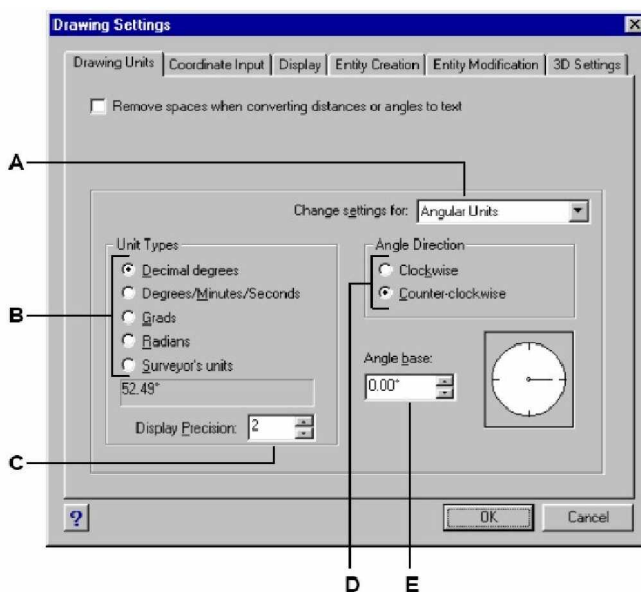 Drawing Settings
Drawing Units Coordinate Input Display Entity Creation Entity Modification 3D Settings
Remove spaces when converting distances or angles to text
A
Change settings for: Angular Units
Unit Types
Angle Direction
Decimal degrees
Clockwise
D
Degrees/Minutes/Seconds
Counter-clockwise
B
Grads
Radians
Angle base:
Surveyor's units
0.00°
52.49°
Display Precision: 2
C
?
OK Cancel
D E